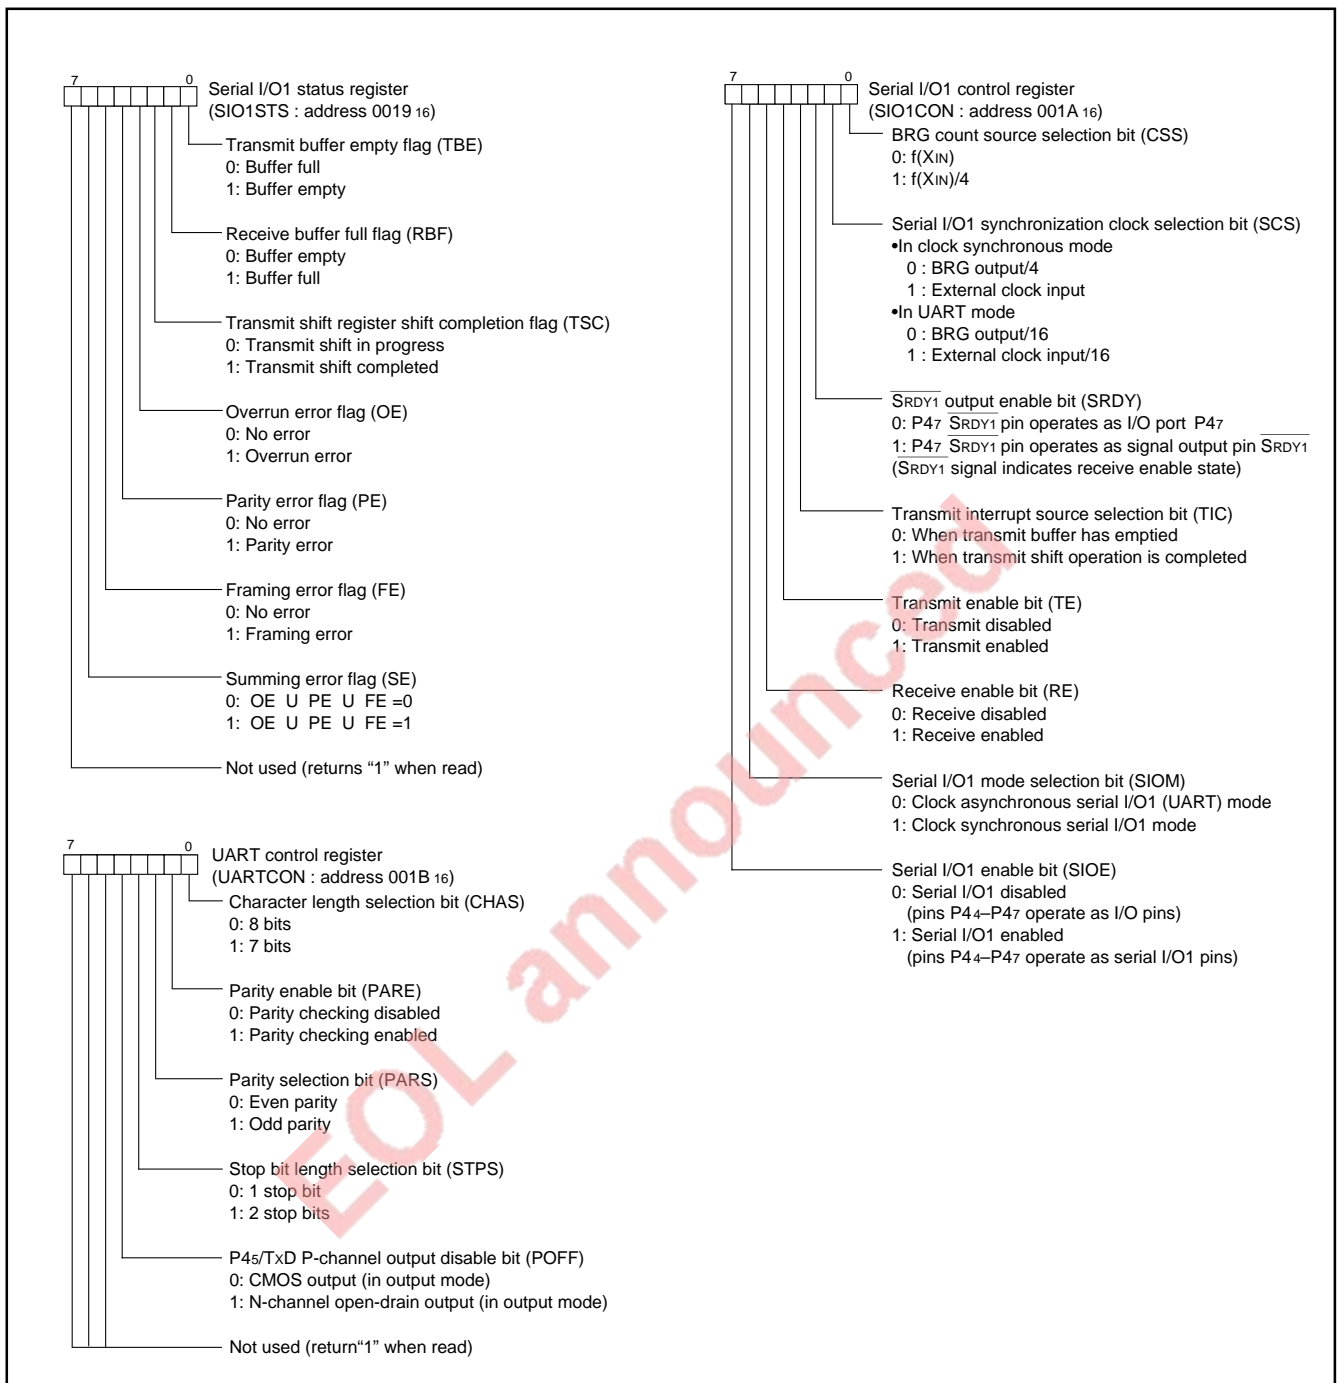 7 0
Serial I/O1 status register
(SIO1STS : address 0019 16)
Transmit buffer empty flag (TBE)
0: Buffer full
1: Buffer empty
Receive buffer full flag (RBF)
0: Buffer empty
1: Buffer full
Transmit shift register shift completion flag (TSC)
0: Transmit shift in progress
1: Transmit shift completed
Overrun error flag (OE)
0: No error
1: Overrun error
Parity error flag (PE)
0: No error
1: Parity error
Framing error flag (FE)
0: No error
1: Framing error
Summing error flag (SE)
0: OE U PE U FE =0
1: OE U PE U FE =1
Not used (returns “1” when read)
7 0
UART control register
(UARTCON : address 001B 16)
Character length selection bit (CHAS)
0: 8 bits
1: 7 bits
Parity enable bit (PARE)
0: Parity checking disabled
1: Parity checking enabled
Parity selection bit (PARS)
0: Even parity
1: Odd parity
Stop bit length selection bit (STPS)
0: 1 stop bit
1: 2 stop bits
P45/TxD P-channel output disable bit (POFF)
0: CMOS output (in output mode)
1: N-channel open-drain output (in output mode)
Not used (return“1” when read)
7 0
Serial I/O1 control register
(SIO1CON : address 001A 16)
BRG count source selection bit (CSS)
0: f(XIN)
1: f(XIN)/4
Serial I/O1 synchronization clock selection bit (SCS)
•In clock synchronous mode
0 : BRG output/4
1 : External clock input
•In UART mode
0 : BRG output/16
1 : External clock input/16
SRDY1 output enable bit (SRDY)
0: P47 SRDY1 pin operates as I/O port P47
1: P47 SRDY1 pin operates as signal output pin SRDY1
(SRDY1 signal indicates receive enable state)
Transmit interrupt source selection bit (TIC)
0: When transmit buffer has emptied
1: When transmit shift operation is completed
Transmit enable bit (TE)
0: Transmit disabled
1: Transmit enabled
Receive enable bit (RE)
0: Receive disabled
1: Receive enabled
Serial I/O1 mode selection bit (SIOM)
0: Clock asynchronous serial I/O1 (UART) mode
1: Clock synchronous serial I/O1 mode
Serial I/O1 enable bit (SIOE)
0: Serial I/O1 disabled
(pins P44–P47 operate as I/O pins)
1: Serial I/O1 enabled
(pins P44–P47 operate as serial I/O1 pins)
EOL announced